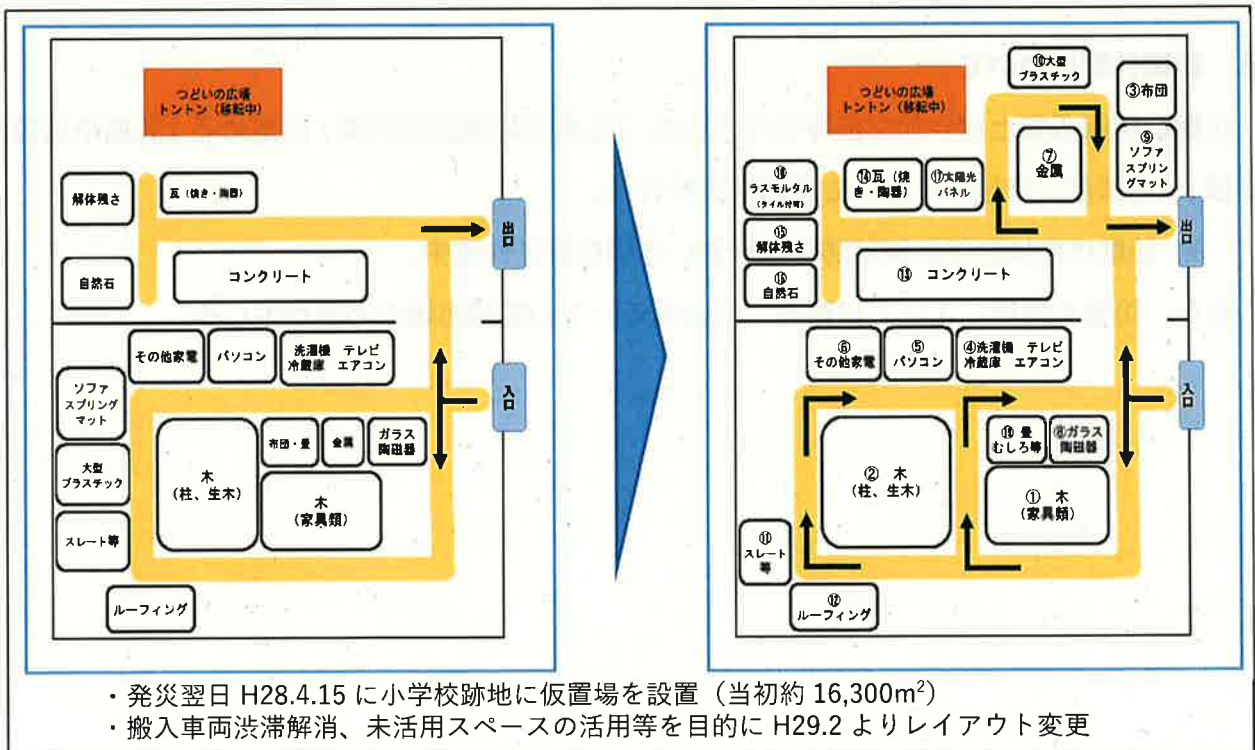 つどいの広場
トントン（移転中）
解体残さ
瓦（焼き・陶器）
出口
自然石
コンクリート
その他家電
パソコン
洗濯機 テレビ
冷蔵庫 エアコン
入口
ソファ
スプリング
マット
木
（柱、生木）
布団・畳
金属
ガラス
陶磁器
大型
プラスチック
木
（家具類）
スレート等
ルーフィング
つどいの広場
トントン（移転中）
⑩大型
プラスチック
③布団
⑦
金属
⑨
ソファ
スプリ
ングマ
ット
ラスモルタル
（タイル付可）
⑭瓦（焼
き・陶器）
⑰太陽光
パネル
⑮
解体残さ
出口
⑬ コンクリート
⑯
自然石
⑥
その他家電
⑤
パソコン
④洗濯機 テレビ
冷蔵庫 エアコン
入口
② 木
（柱、生木）
畳
むしろ等
⑧ガラス
陶磁器
① 木
（家具類）
⑪
スレート
等
⑫
ルーフィング
・発災翌日 H28.4.15 に小学校跡地に仮置場を設置（当初約 16,300m²）
・搬入車両渋滞解消、未活用スペースの活用等を目的に H29.2 よりレイアウト変更